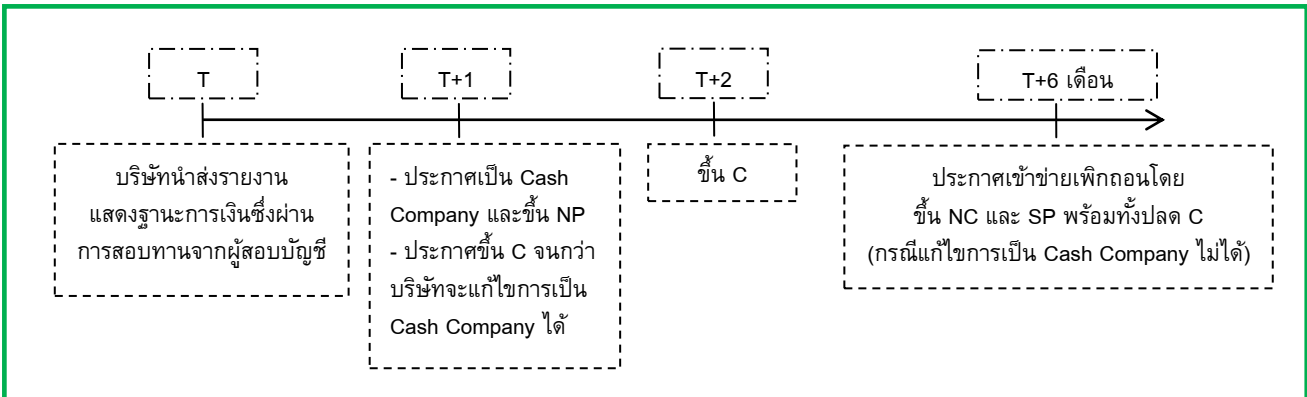 T
T+1
T+2
T+6 เดือน
บริษัทนำส่งรายงาน
แสดงฐานะการเงินซึ่งผ่าน
การสอบทานจากผู้สอบบัญชี
- ประกาศเป็น Cash
Company และขึ้น NP
- ประกาศขึ้น C จนกว่า
บริษัทจะแก้ไขการเป็น
Cash Company ได้
ขึ้น C
ประกาศเข้าข่ายเพิกถอนโดย
ขึ้น NC และ SP พร้อมทั้งปลด C
(กรณีแก้ไขการเป็น Cash Company ไม่ได้)